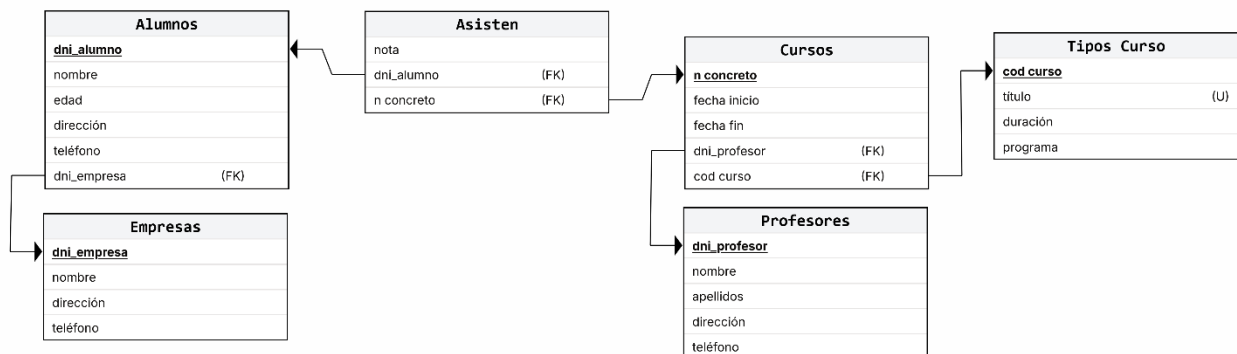 Alumnos
dni_alumno
nombre
edad
dirección
teléfono
dni_empresa (FK)
Empresas
dni_empresa
nombre
dirección
teléfono
Asisten
nota
dni_alumno (FK)
n concreto (FK)
Cursos
n concreto
fecha inicio
fecha fin
dni_profesor (FK)
cod curso (FK)
Profesores
dni_profesor
nombre
apellidos
dirección
teléfono
Tipos Curso
cod curso
título (U)
duración
programa